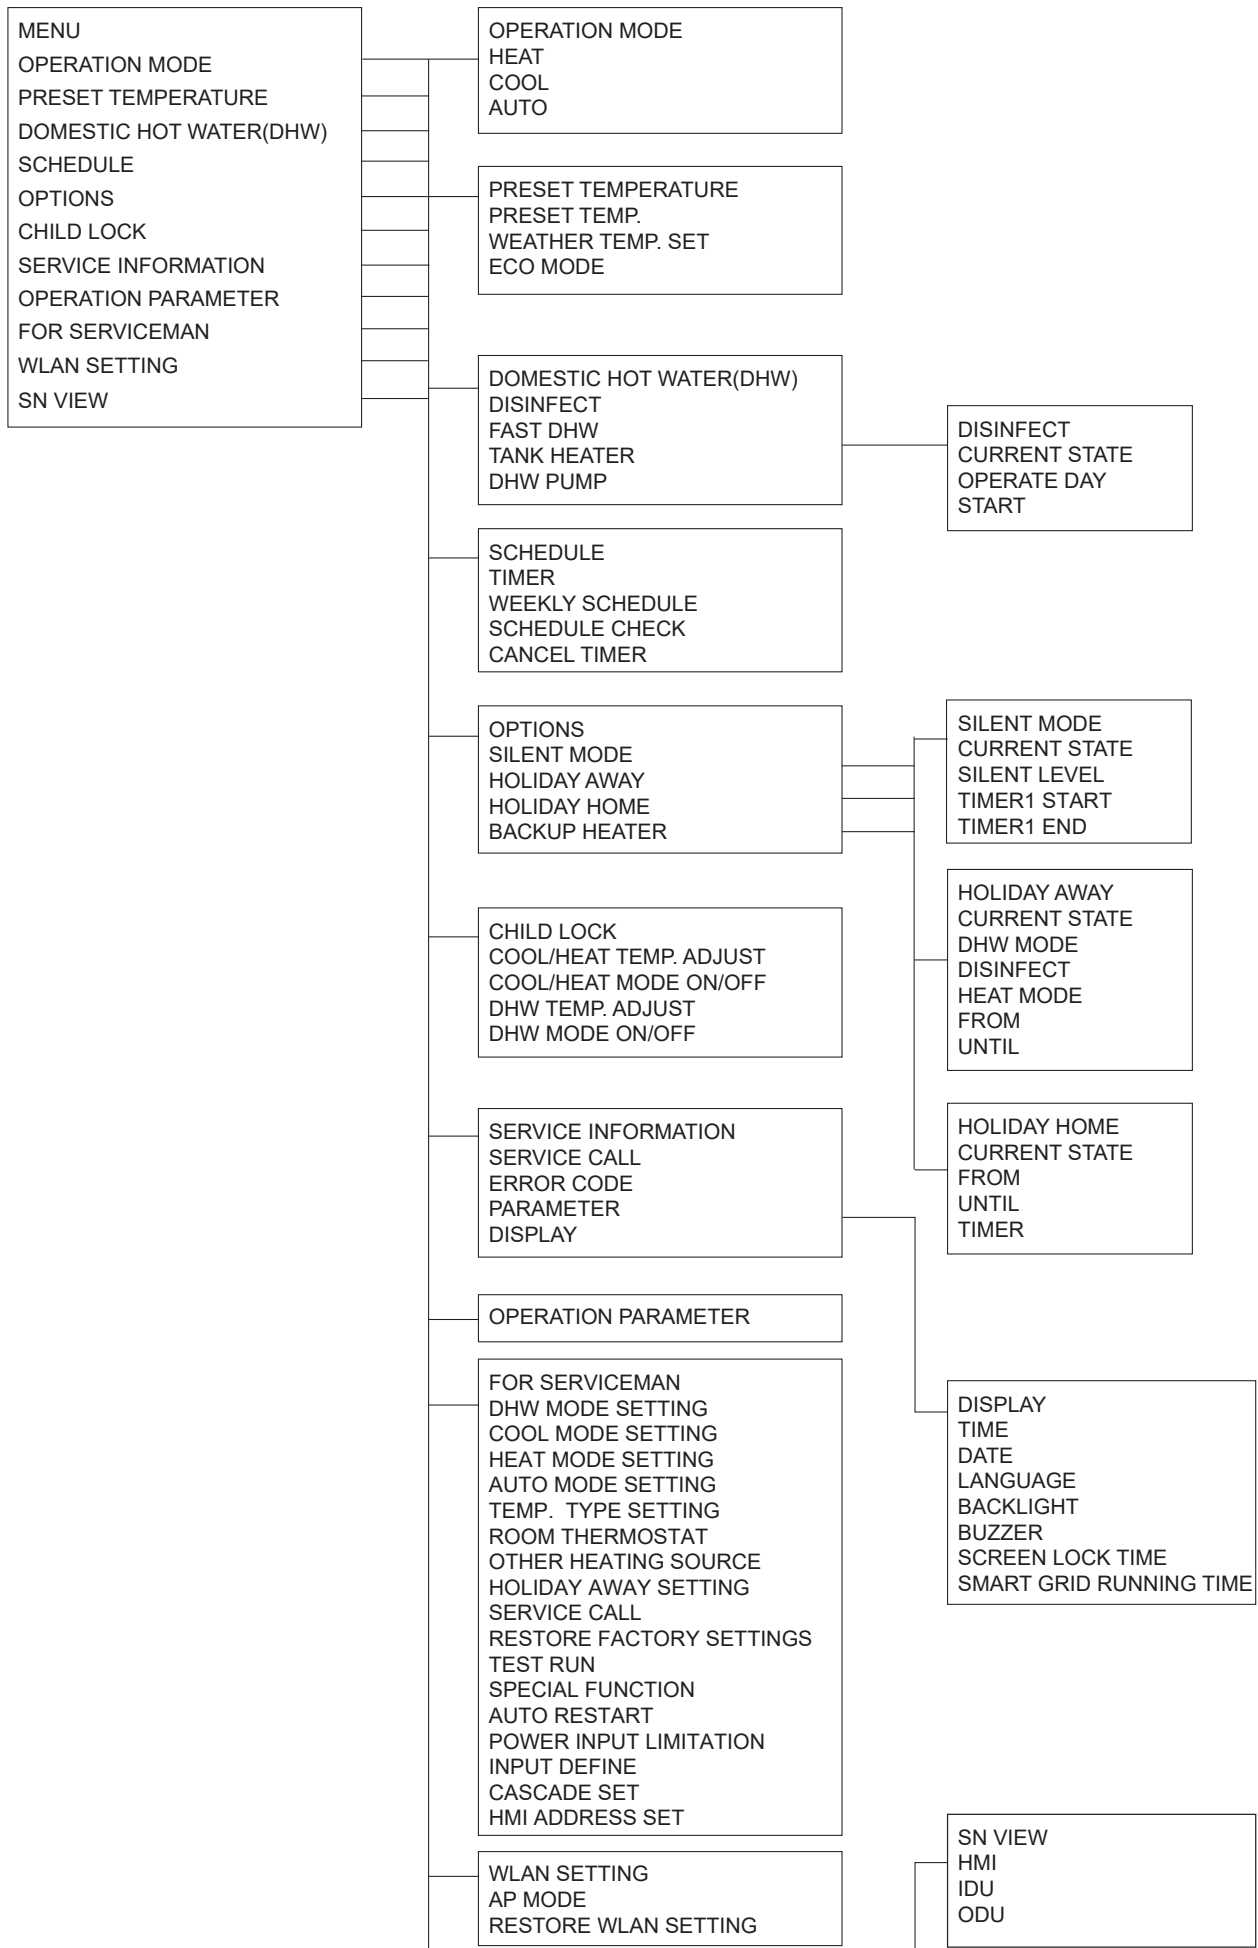 MENU
OPERATION MODE
PRESET TEMPERATURE
DOMESTIC HOT WATER(DHW)
SCHEDULE
OPTIONS
CHILD LOCK
SERVICE INFORMATION
OPERATION PARAMETER
FOR SERVICEMAN
WLAN SETTING
SN VIEW
OPERATION MODE
HEAT
COOL
AUTO
PRESET TEMPERATURE
PRESET TEMP.
WEATHER TEMP. SET
ECO MODE
DOMESTIC HOT WATER(DHW)
DISINFECT
FAST DHW
TANK HEATER
DHW PUMP
DISINFECT
CURRENT STATE
OPERATE DAY
START
SCHEDULE
TIMER
WEEKLY SCHEDULE
SCHEDULE CHECK
CANCEL TIMER
OPTIONS
SILENT MODE
HOLIDAY AWAY
HOLIDAY HOME
BACKUP HEATER
SILENT MODE
CURRENT STATE
SILENT LEVEL
TIMER1 START
TIMER1 END
HOLIDAY AWAY
CURRENT STATE
DHW MODE
DISINFECT
HEAT MODE
FROM
UNTIL
HOLIDAY HOME
CURRENT STATE
FROM
UNTIL
TIMER
CHILD LOCK
COOL/HEAT TEMP. ADJUST
COOL/HEAT MODE ON/OFF
DHW TEMP. ADJUST
DHW MODE ON/OFF
SERVICE INFORMATION
SERVICE CALL
ERROR CODE
PARAMETER
DISPLAY
DISPLAY
TIME
DATE
LANGUAGE
BACKLIGHT
BUZZER
SCREEN LOCK TIME
SMART GRID RUNNING TIME
OPERATION PARAMETER
FOR SERVICEMAN
DHW MODE SETTING
COOL MODE SETTING
HEAT MODE SETTING
AUTO MODE SETTING
TEMP. TYPE SETTING
ROOM THERMOSTAT
OTHER HEATING SOURCE
HOLIDAY AWAY SETTING
SERVICE CALL
RESTORE FACTORY SETTINGS
TEST RUN
SPECIAL FUNCTION
AUTO RESTART
POWER INPUT LIMITATION
INPUT DEFINE
CASCADE SET
HMI ADDRESS SET
WLAN SETTING
AP MODE
RESTORE WLAN SETTING
SN VIEW
HMI
IDU
ODU